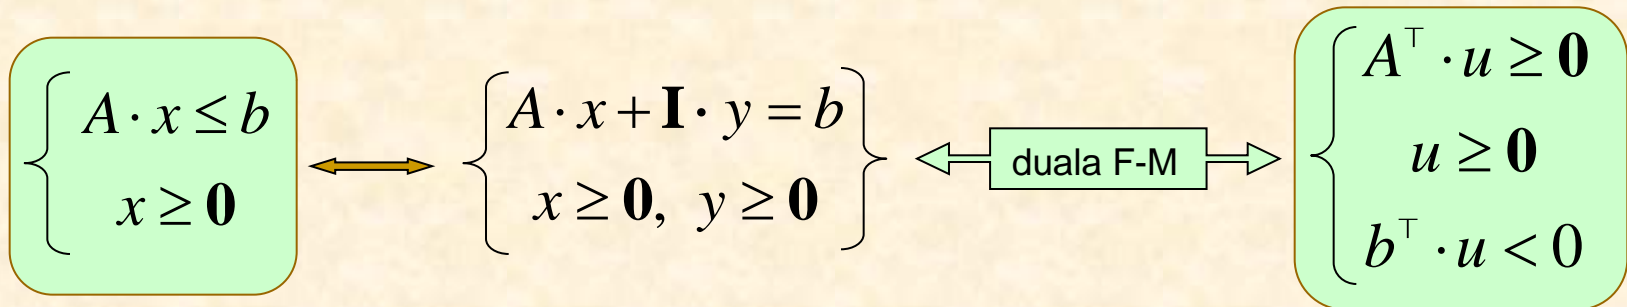 A · x ≤ b
x ≥ 0
A · x + I · y = b
x ≥ 0, y ≥ 0
duala F-M
A⊤ · u ≥ 0
u ≥ 0
b⊤ · u < 0